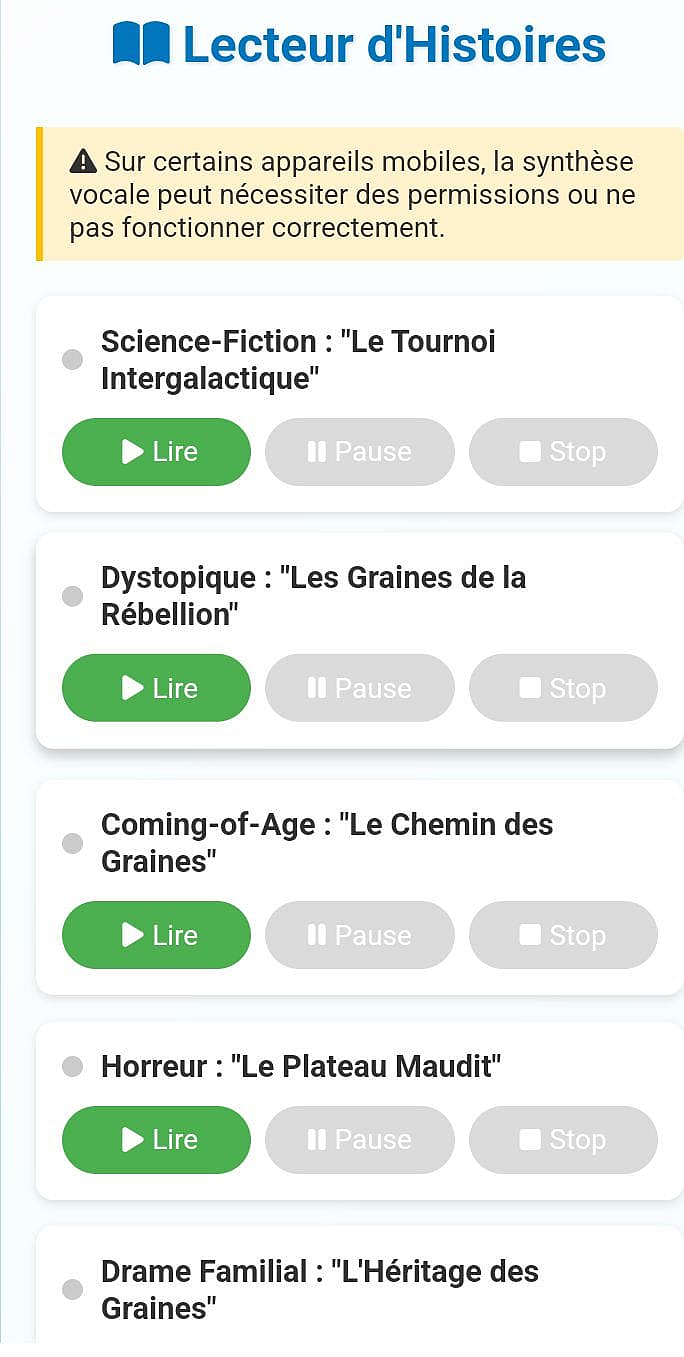 Lecteur d'Histoires
Sur certains appareils mobiles, la synthèse
vocale peut nécessiter des permissions ou ne
pas fonctionner correctement.
Science-Fiction : "Le Tournoi
Intergalactique"
Lire Pause Stop
Dystopique : "Les Graines de la
Rébellion"
Lire Pause Stop
Coming-of-Age : "Le Chemin des
Graines"
Lire Pause Stop
Horreur : "Le Plateau Maudit"
Lire Pause Stop
Drame Familial : "L'Héritage des
Graines"